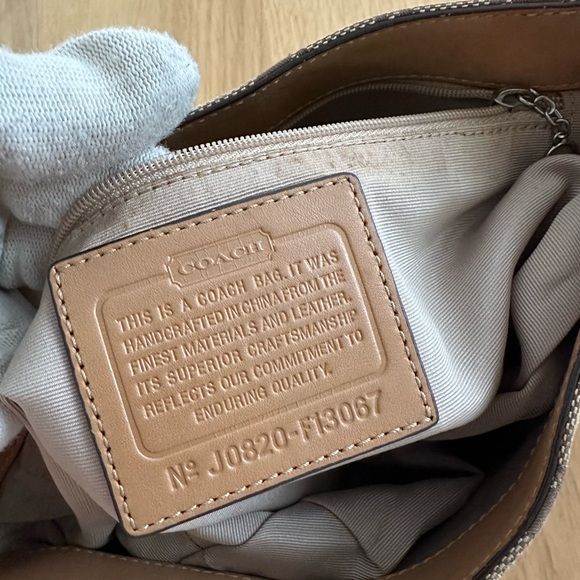 COACH
THIS IS A COACH BAG. IT WAS
HANDCRAFTED IN CHINA FROM THE
FINEST MATERIALS AND LEATHER.
ITS SUPERIOR CRAFTSMANSHIP
REFLECTS OUR COMMITMENT TO
ENDURING QUALITY.
Nº J0820-F13067